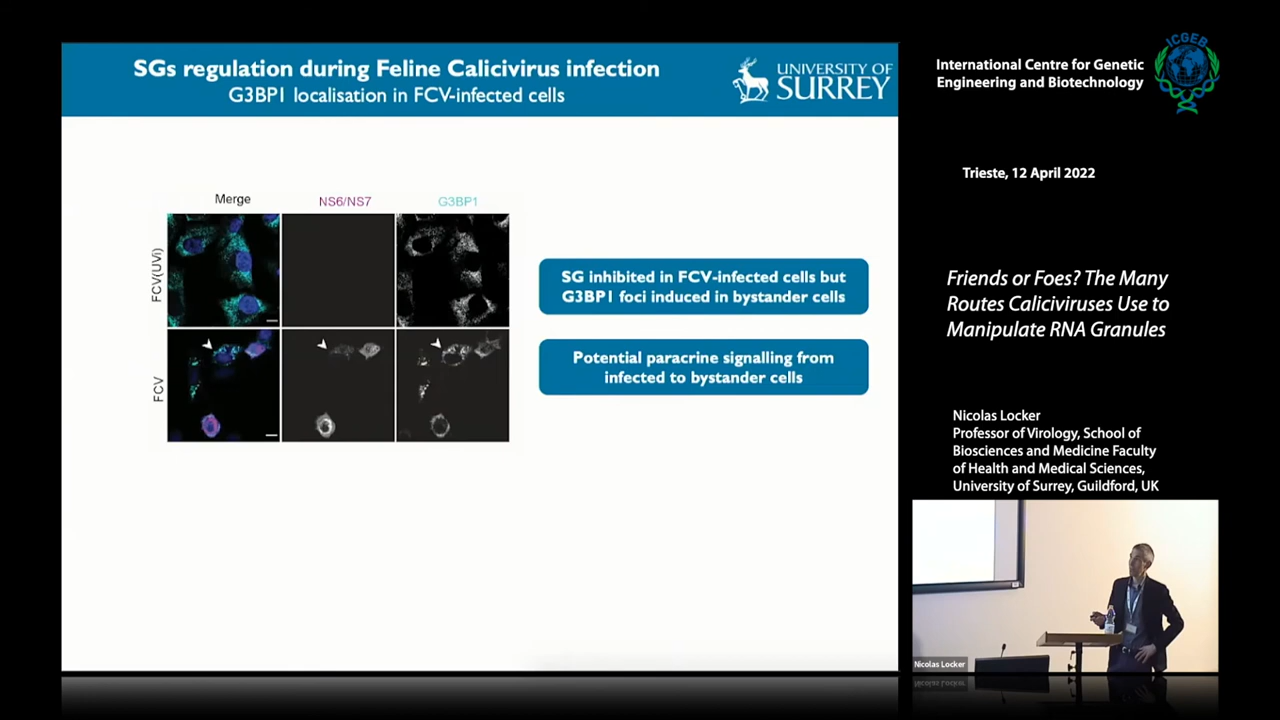 SGs regulation during Feline Calicivirus infection
G3BP1 localisation in FCV-infected cells
UNIVERSITY OF
SURREY
Merge
NS6/NS7
G3BP1
FCV(UVi)
FCV
SG inhibited in FCV-infected cells but
G3BP1 foci induced in bystander cells
Potential paracrine signalling from
infected to bystander cells
International Centre for Genetic
Engineering and Biotechnology
ICGEB
Trieste, 12 April 2022
Friends or Foes? The Many
Routes Caliciviruses Use to
Manipulate RNA Granules
Nicolas Locker
Professor of Virology, School of
Biosciences and Medicine Faculty
of Health and Medical Sciences,
University of Surrey, Guildford, UK
Nicolas Locker